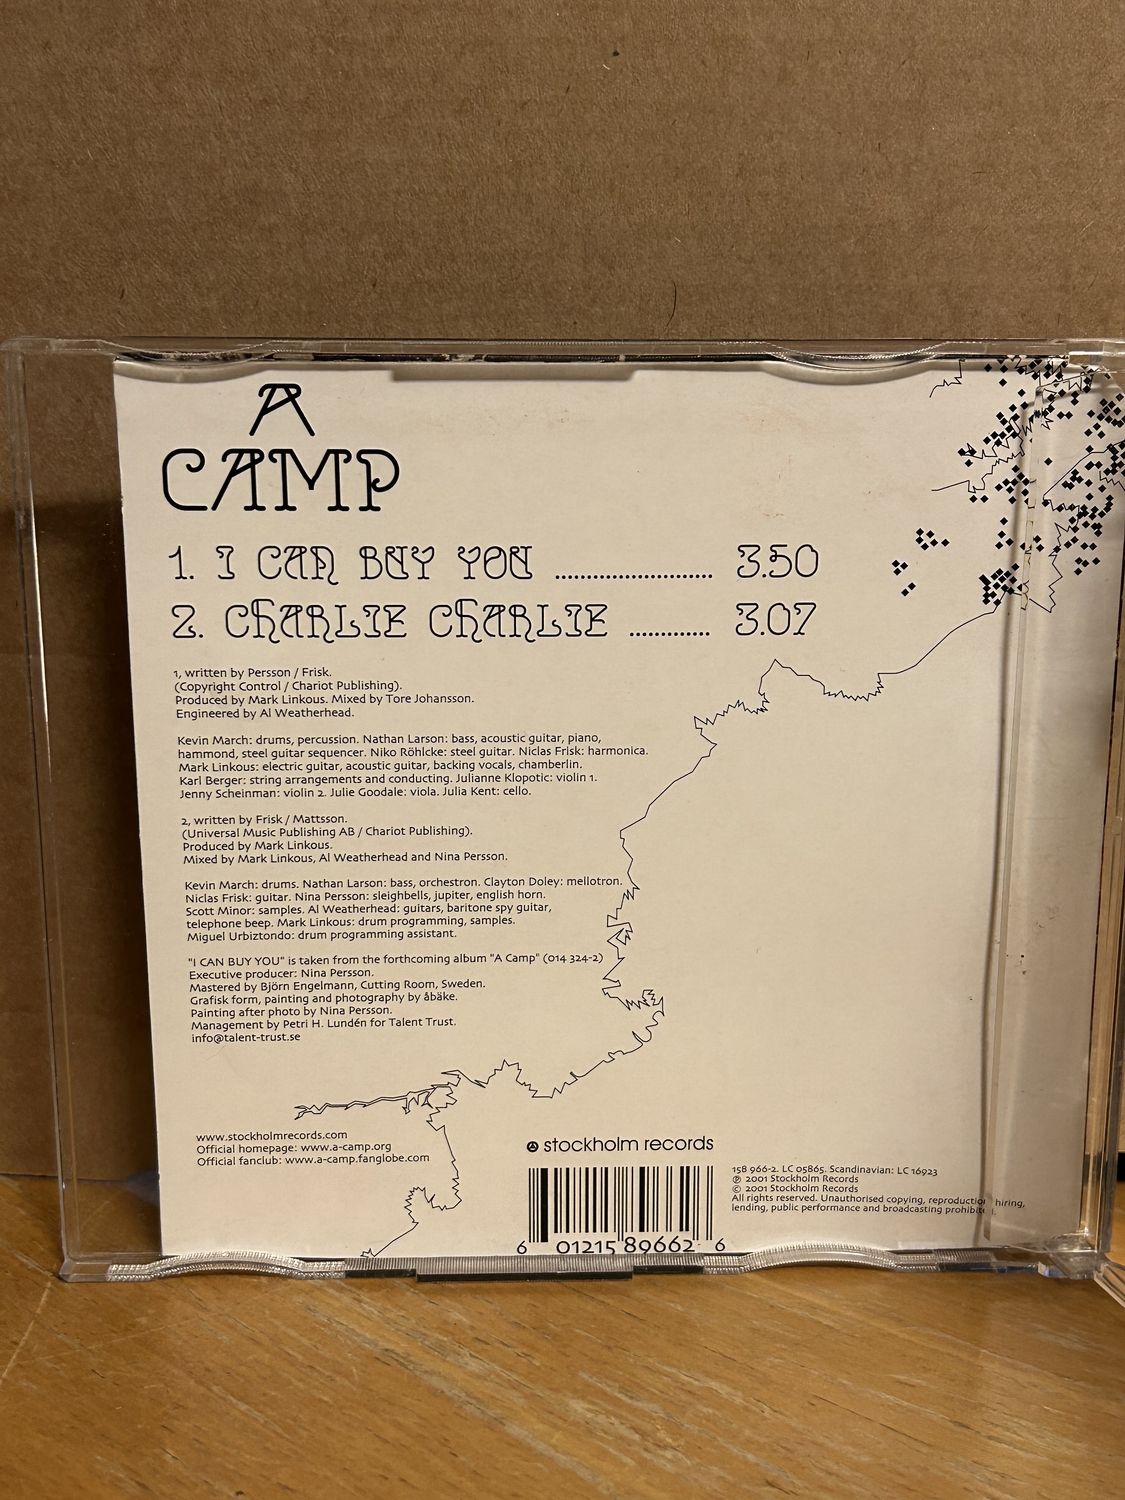 A
CAMP
1. I CAN BUY YOU ......................... 3.50
2. CHARLIE CHARLIE ............. 3.07
1, written by Persson / Frisk.
(Copyright Control / Chariot Publishing).
Produced by Mark Linkous. Mixed by Tore Johansson.
Engineered by Al Weatherhead.
Kevin March: drums, percussion. Nathan Larson: bass, acoustic guitar, piano,
hammond, steel guitar sequencer. Niko Röhlcke: steel guitar. Niclas Frisk: harmonica.
Mark Linkous: electric guitar, acoustic guitar, backing vocals, chamberlin.
Karl Berger: string arrangements and conducting. Julianne Klopotic: violin 1.
Jenny Scheinman: violin 2. Julie Goodale: viola. Julia Kent: cello.
2, written by Frisk / Mattsson.
(Universal Music Publishing AB / Chariot Publishing).
Produced by Mark Linkous.
Mixed by Mark Linkous, Al Weatherhead and Nina Persson.
Kevin March: drums. Nathan Larson: bass, orchestron. Clayton Doley: mellotron.
Niclas Frisk: guitar. Nina Persson: sleighbells, jupiter, english horn.
Scott Minor: samples. Al Weatherhead: guitars, baritone spy guitar,
telephone beep. Mark Linkous: drum programming, samples.
Miguel Urbiztondo: drum programming assistant.
"I CAN BUY YOU" is taken from the forthcoming album "A Camp" (014 324-2)
Executive producer: Nina Persson.
Mastered by Björn Engelmann, Cutting Room, Sweden.
Grafisk form, painting and photography by åbäke.
Painting after photo by Nina Persson.
Management by Petri H. Lundén for Talent Trust.
info@talent-trust.se
www.stockholmrecords.com
Official homepage: www.a-camp.org
Official fanclub: www.a-camp.fanglobe.com
stockholm records
6 01215 89662 6
158 966-2. LC 05865. Scandinavian: LC 16923
℗ 2001 Stockholm Records
© 2001 Stockholm Records
All rights reserved. Unauthorised copying, reproduction, hiring,
lending, public performance and broadcasting prohibited.